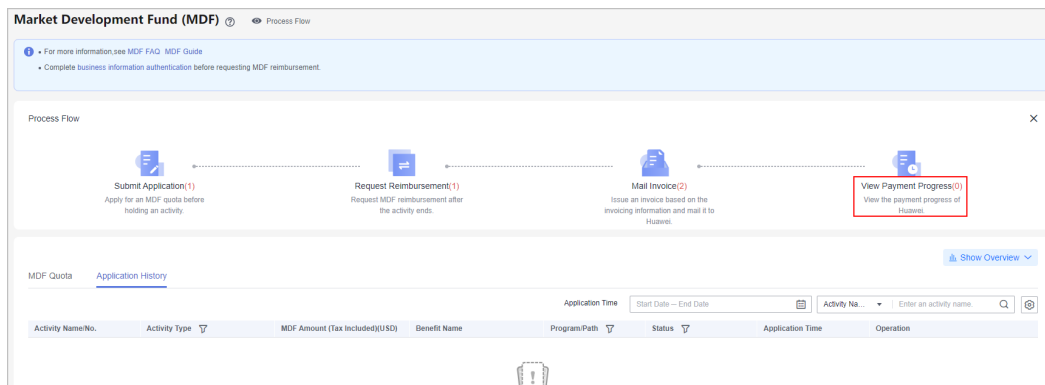 Market Development Fund (MDF) Process Flow
• For more information,see MDF FAQ MDF Guide
• Complete business information authentication before requesting MDF reimbursement.
Process Flow
Submit Application(1)
Apply for an MDF quota before
holding an activity.
Request Reimbursement(1)
Request MDF reimbursement after
the activity ends.
Mail Invoice(2)
Issue an invoice based on the
invoicing information and mail it to
Huawei.
View Payment Progress(0)
View the payment progress of
Huawei.
Show Overview
MDF Quota Application History
Application Time Start Date — End Date Activity Na... Enter an activity name.
Activity Name/No. Activity Type MDF Amount (Tax Included)(USD) Benefit Name Program/Path Status Application Time Operation